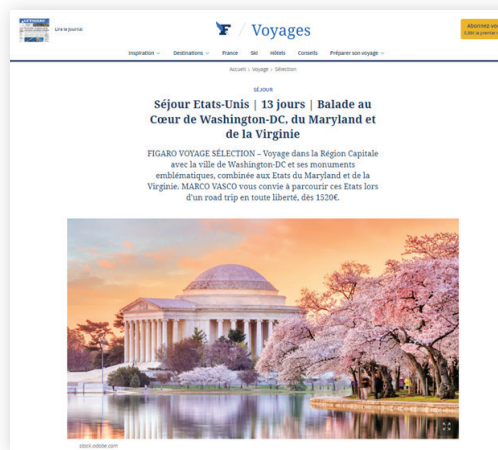 Lire le journal
F / Voyages
Abonnez-vous
Inspiration Destinations France Ski Hôtels Conseils Préparer son voyage
Accueil › Voyage › Sélection
SÉJOUR
Séjour Etats-Unis | 13 jours | Balade au
Cœur de Washington-DC, du Maryland et
de la Virginie
FIGARO VOYAGE SÉLECTION – Voyage dans la Région Capitale
avec la ville de Washington-DC et ses monuments
emblématiques, combinée aux Etats du Maryland et de la
Virginie. MARCO VASCO vous convie à parcourir ces Etats lors
d'un road trip en toute liberté, dès 1520€.
stock.adobe.com